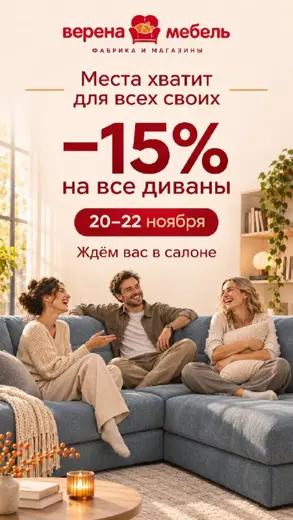 верена мебель
ФАБРИКА И МАГАЗИНЫ
Места хватит
для всех своих
–15%
на все диваны
20–22 ноября
Ждём вас в салоне